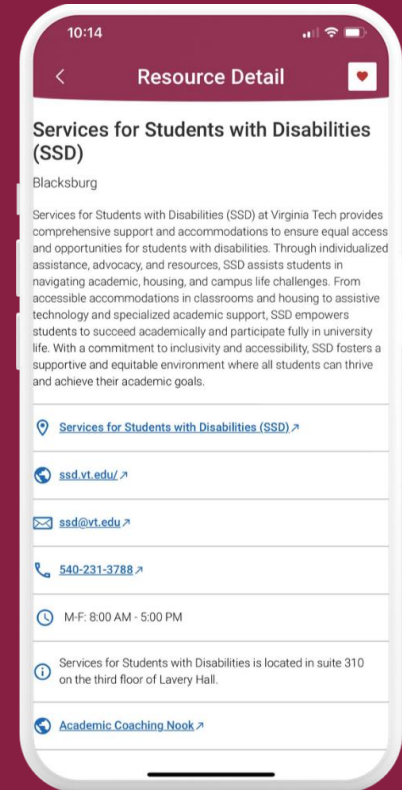 10:14
Resource Detail
Services for Students with Disabilities
(SSD)
Blacksburg
Services for Students with Disabilities (SSD) at Virginia Tech provides
comprehensive support and accommodations to ensure equal access
and opportunities for students with disabilities. Through individualized
assistance, advocacy, and resources, SSD assists students in
navigating academic, housing, and campus life challenges. From
accessible accommodations in classrooms and housing to assistive
technology and specialized academic support, SSD empowers
students to succeed academically and participate fully in university
life. With a commitment to inclusivity and accessibility, SSD fosters a
supportive and equitable environment where all students can thrive
and achieve their academic goals.
Services for Students with Disabilities (SSD)
ssd.vt.edu/
ssd@vt.edu
540-231-3788
M-F: 8:00 AM - 5:00 PM
Services for Students with Disabilities is located in suite 310
on the third floor of Lavery Hall.
Academic Coaching Nook